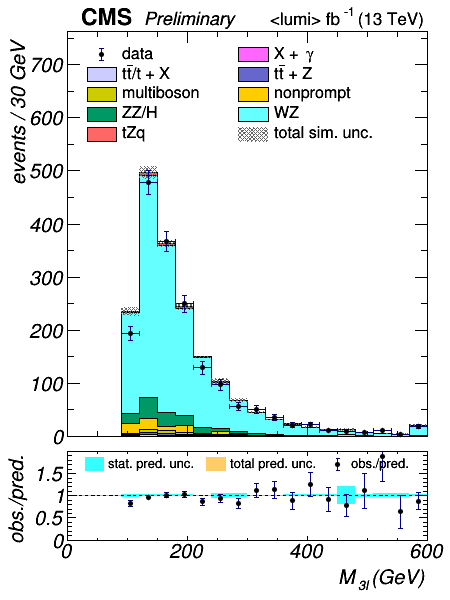 CMS Preliminary <lumi> fb⁻¹ (13 TeV)
events / 30 GeV
700
600
500
400
300
200
100
0
data
X + γ
tt̄/t + X
tt̄ + Z
multiboson
nonprompt
ZZ/H
WZ
tZq
total sim. unc.
obs./pred.
1.5
1
0.5
0
stat. pred. unc.
total pred. unc.
obs./pred.
0 200 400 600
M₃ₗ (GeV)